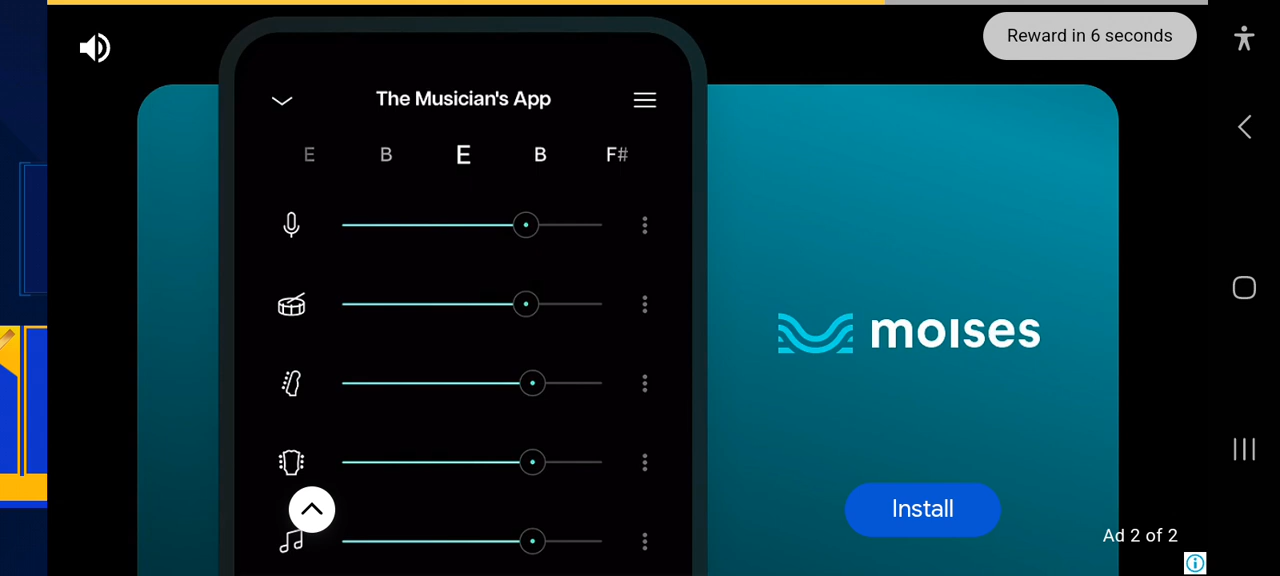 Reward in 6 seconds
The Musician's App
E B E B F#
moises
Install
Ad 2 of 2